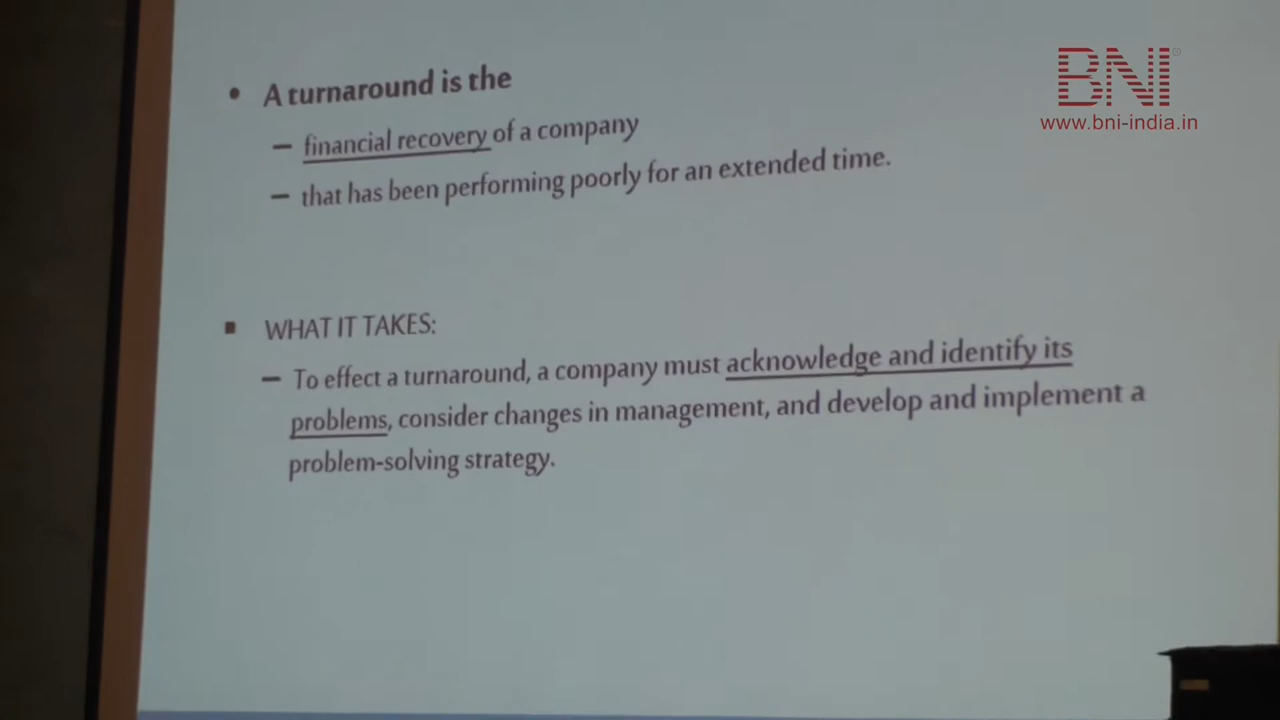 BNI®
www.bni-india.in
• A turnaround is the
– financial recovery of a company
– that has been performing poorly for an extended time.
▪ WHAT IT TAKES:
– To effect a turnaround, a company must acknowledge and identify its
problems, consider changes in management, and develop and implement a
problem-solving strategy.